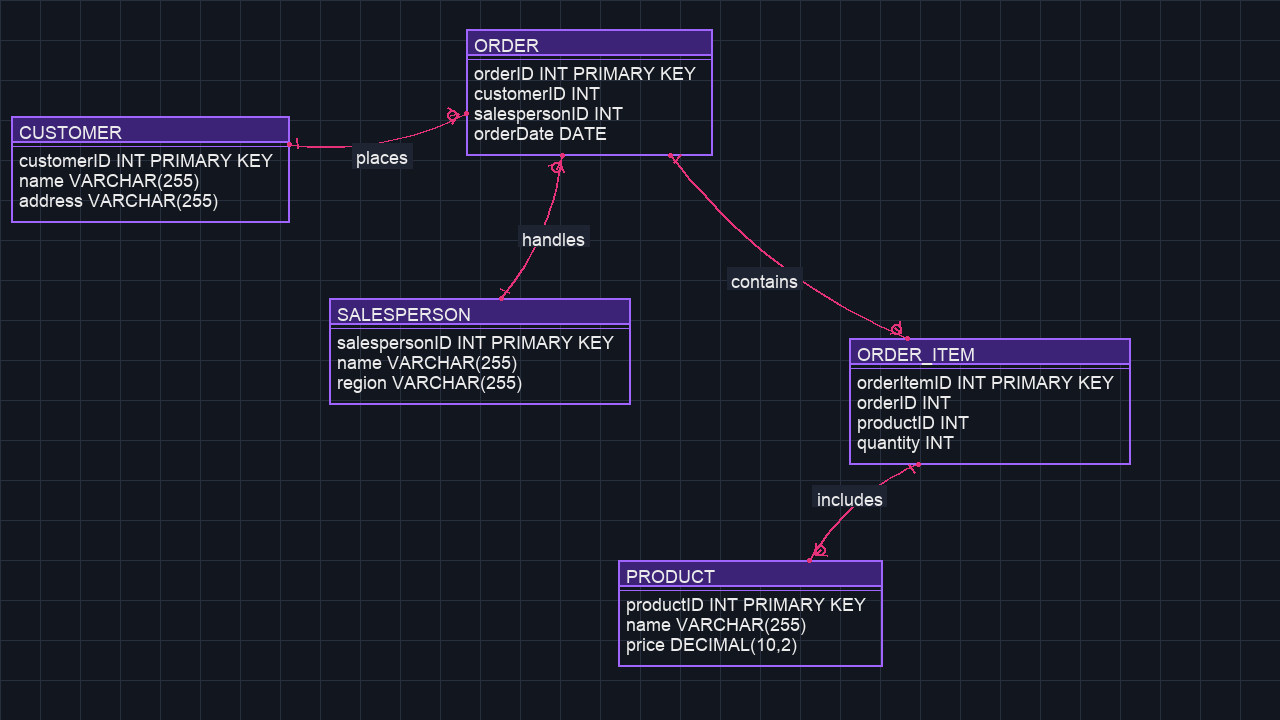 ORDER
orderID INT PRIMARY KEY
customerID INT
salespersonID INT
orderDate DATE
CUSTOMER
customerID INT PRIMARY KEY
name VARCHAR(255)
address VARCHAR(255)
places
handles
contains
SALESPERSON
salespersonID INT PRIMARY KEY
name VARCHAR(255)
region VARCHAR(255)
ORDER_ITEM
orderItemID INT PRIMARY KEY
orderID INT
productID INT
quantity INT
includes
PRODUCT
productID INT PRIMARY KEY
name VARCHAR(255)
price DECIMAL(10,2)